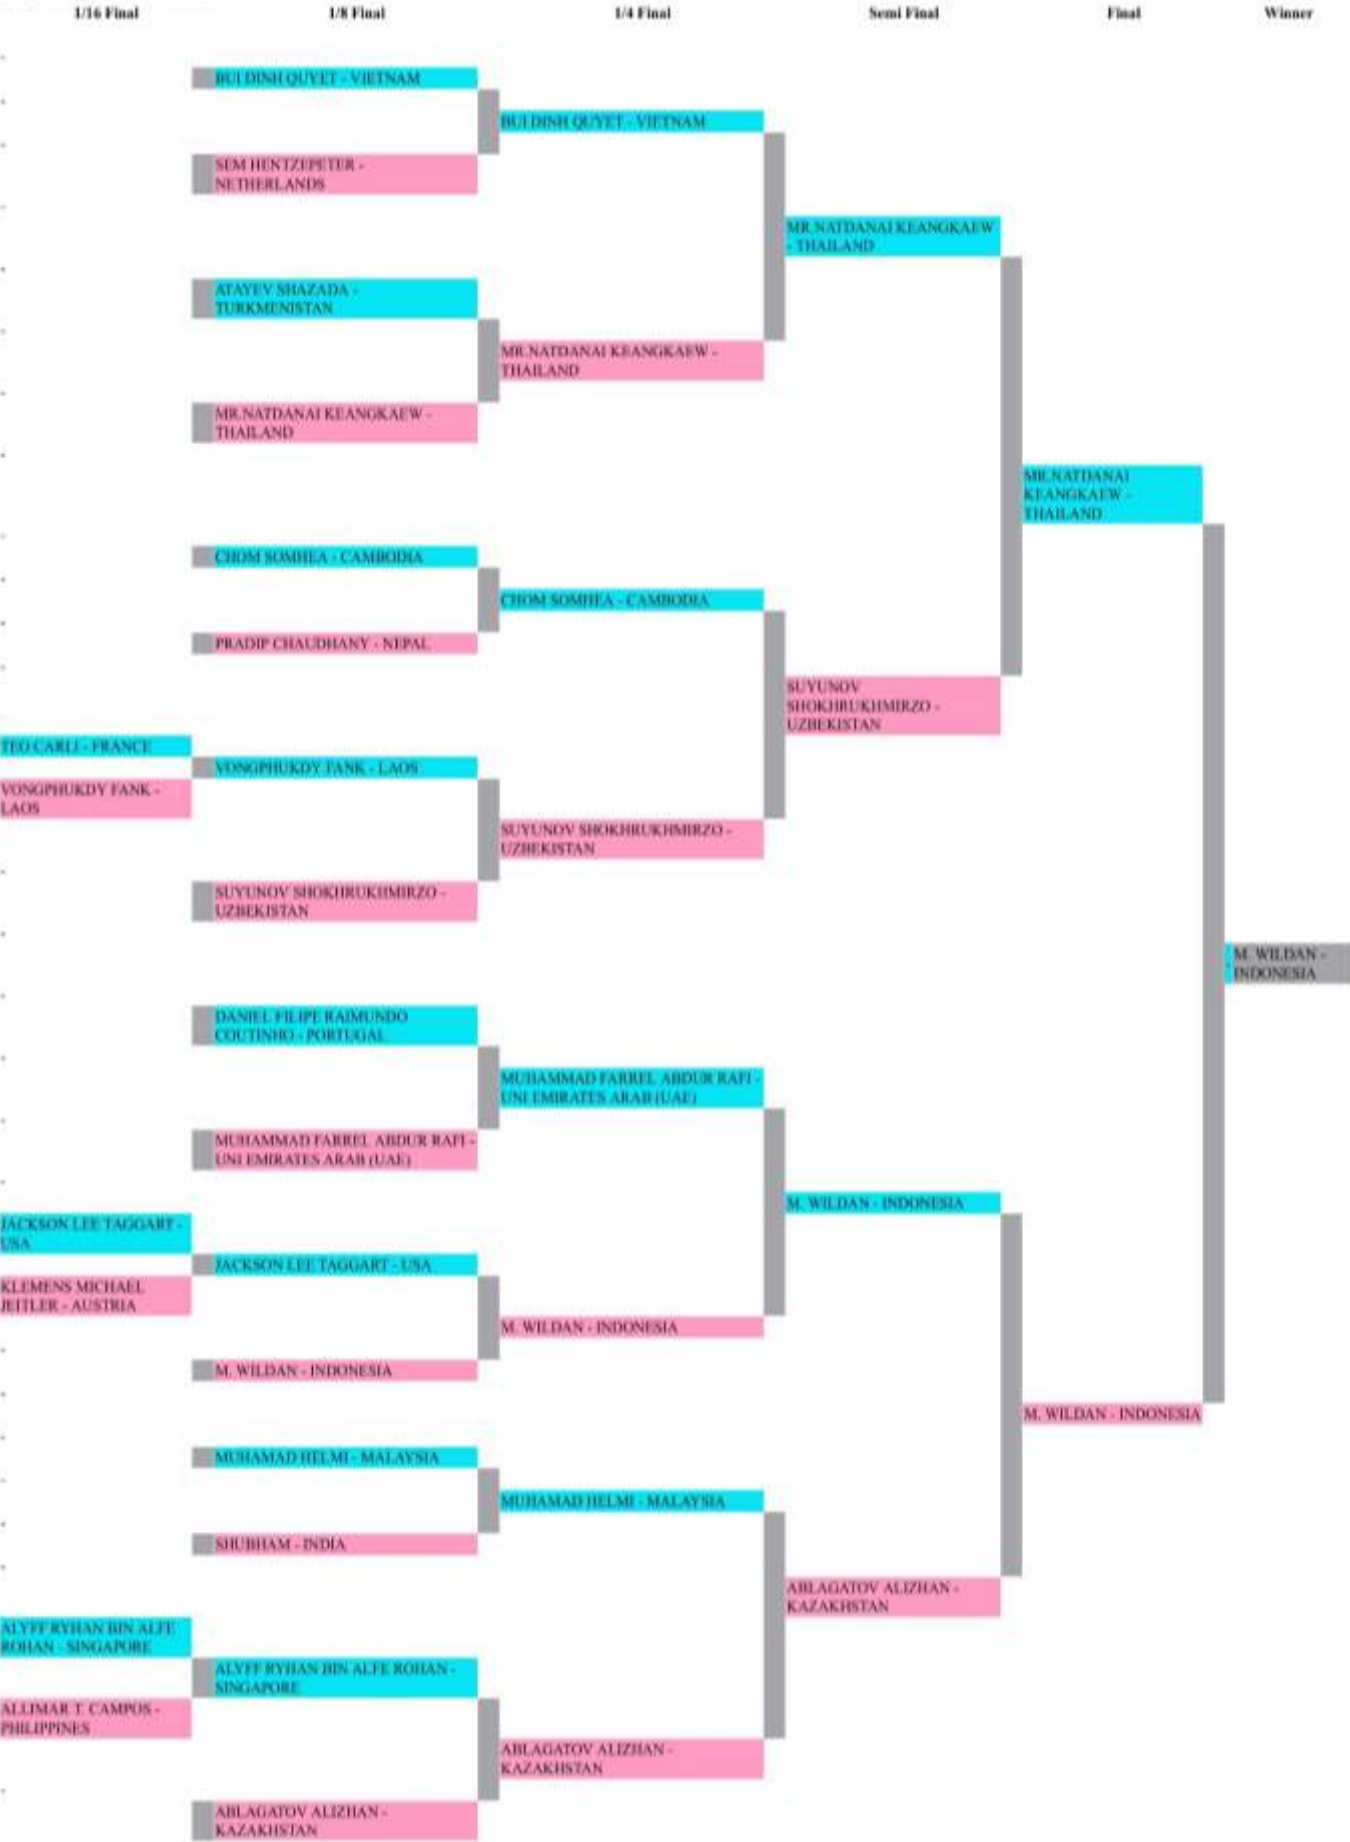 1/16 Final
1/8 Final
1/4 Final
Semi Final
Final
Winner
BUI DINH QUYET - VIETNAM
BUI DINH QUYET - VIETNAM
SEM HENTZEPETER -
NETHERLANDS
MR.NATDANAI KEANGKAEW
- THAILAND
ATAYEV SHAZADA -
TURKMENISTAN
MR.NATDANAI KEANGKAEW -
THAILAND
MR.NATDANAI KEANGKAEW -
THAILAND
MR.NATDANAI
KEANGKAEW -
THAILAND
CHOM SOMHEA - CAMBODIA
CHOM SOMHEA - CAMBODIA
PRADIP CHAUDHANY - NEPAL
SUYUNOV
SHOKHRUKHMIRZO -
UZBEKISTAN
TEO CARLI - FRANCE
VONGPHUKDY FANK - LAOS
VONGPHUKDY FANK -
LAOS
SUYUNOV SHOKHRUKHMIRZO -
UZBEKISTAN
SUYUNOV SHOKHRUKHMIRZO -
UZBEKISTAN
M. WILDAN -
INDONESIA
DANIEL FILIPE RAIMUNDO
COUTINHO - PORTUGAL
MUHAMMAD FARREL ABDUR RAFI -
UNI EMIRATES ARAB (UAE)
MUHAMMAD FARREL ABDUR RAFI -
UNI EMIRATES ARAB (UAE)
M. WILDAN - INDONESIA
JACKSON LEE TAGGART -
USA
JACKSON LEE TAGGART - USA
KLEMENS MICHAEL
JEITLER - AUSTRIA
M. WILDAN - INDONESIA
M. WILDAN - INDONESIA
M. WILDAN - INDONESIA
MUHAMAD HELMI - MALAYSIA
MUHAMAD HELMI - MALAYSIA
SHUBHAM - INDIA
ABLAGATOV ALIZHAN -
KAZAKHSTAN
ALYFF RYHAN BIN ALFE
ROHAN - SINGAPORE
ALYFF RYHAN BIN ALFE ROHAN -
SINGAPORE
ALLIMAR T. CAMPOS -
PHILIPPINES
ABLAGATOV ALIZHAN -
KAZAKHSTAN
ABLAGATOV ALIZHAN -
KAZAKHSTAN